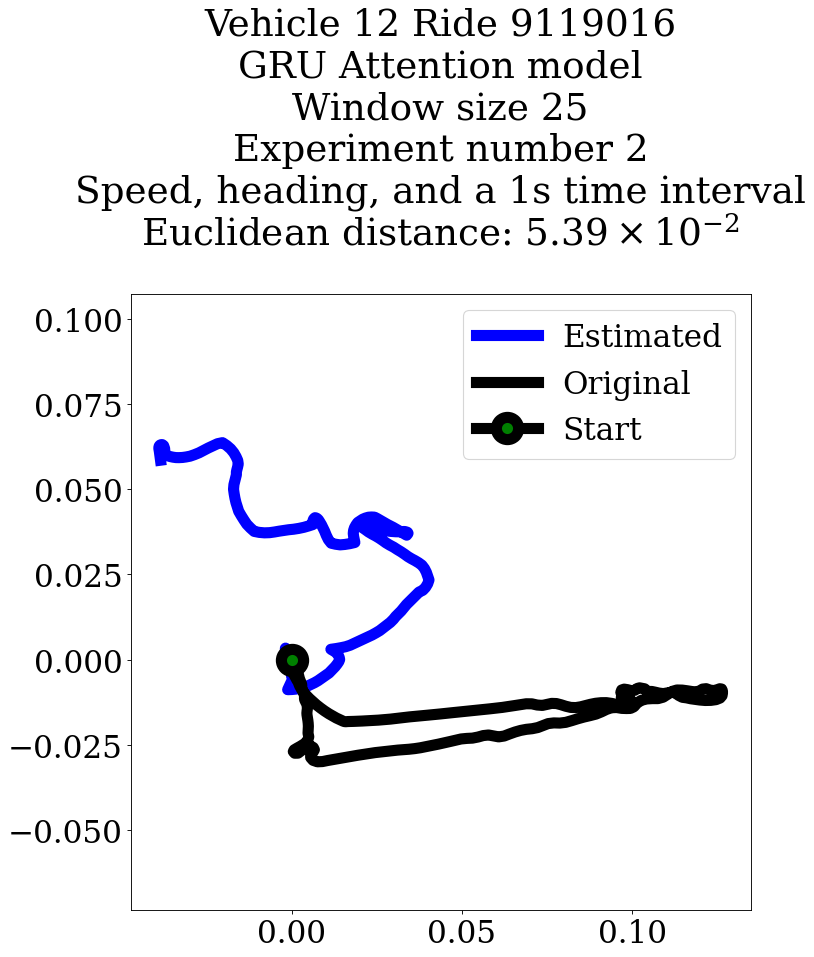 Vehicle 12 Ride 9119016
GRU Attention model
Window size 25
Experiment number 2
Speed, heading, and a 1s time interval
Euclidean distance: 5.39 × 10⁻²
Estimated
Original
Start
0.100
0.075
0.050
0.025
0.000
−0.025
−0.050
0.00 0.05 0.10